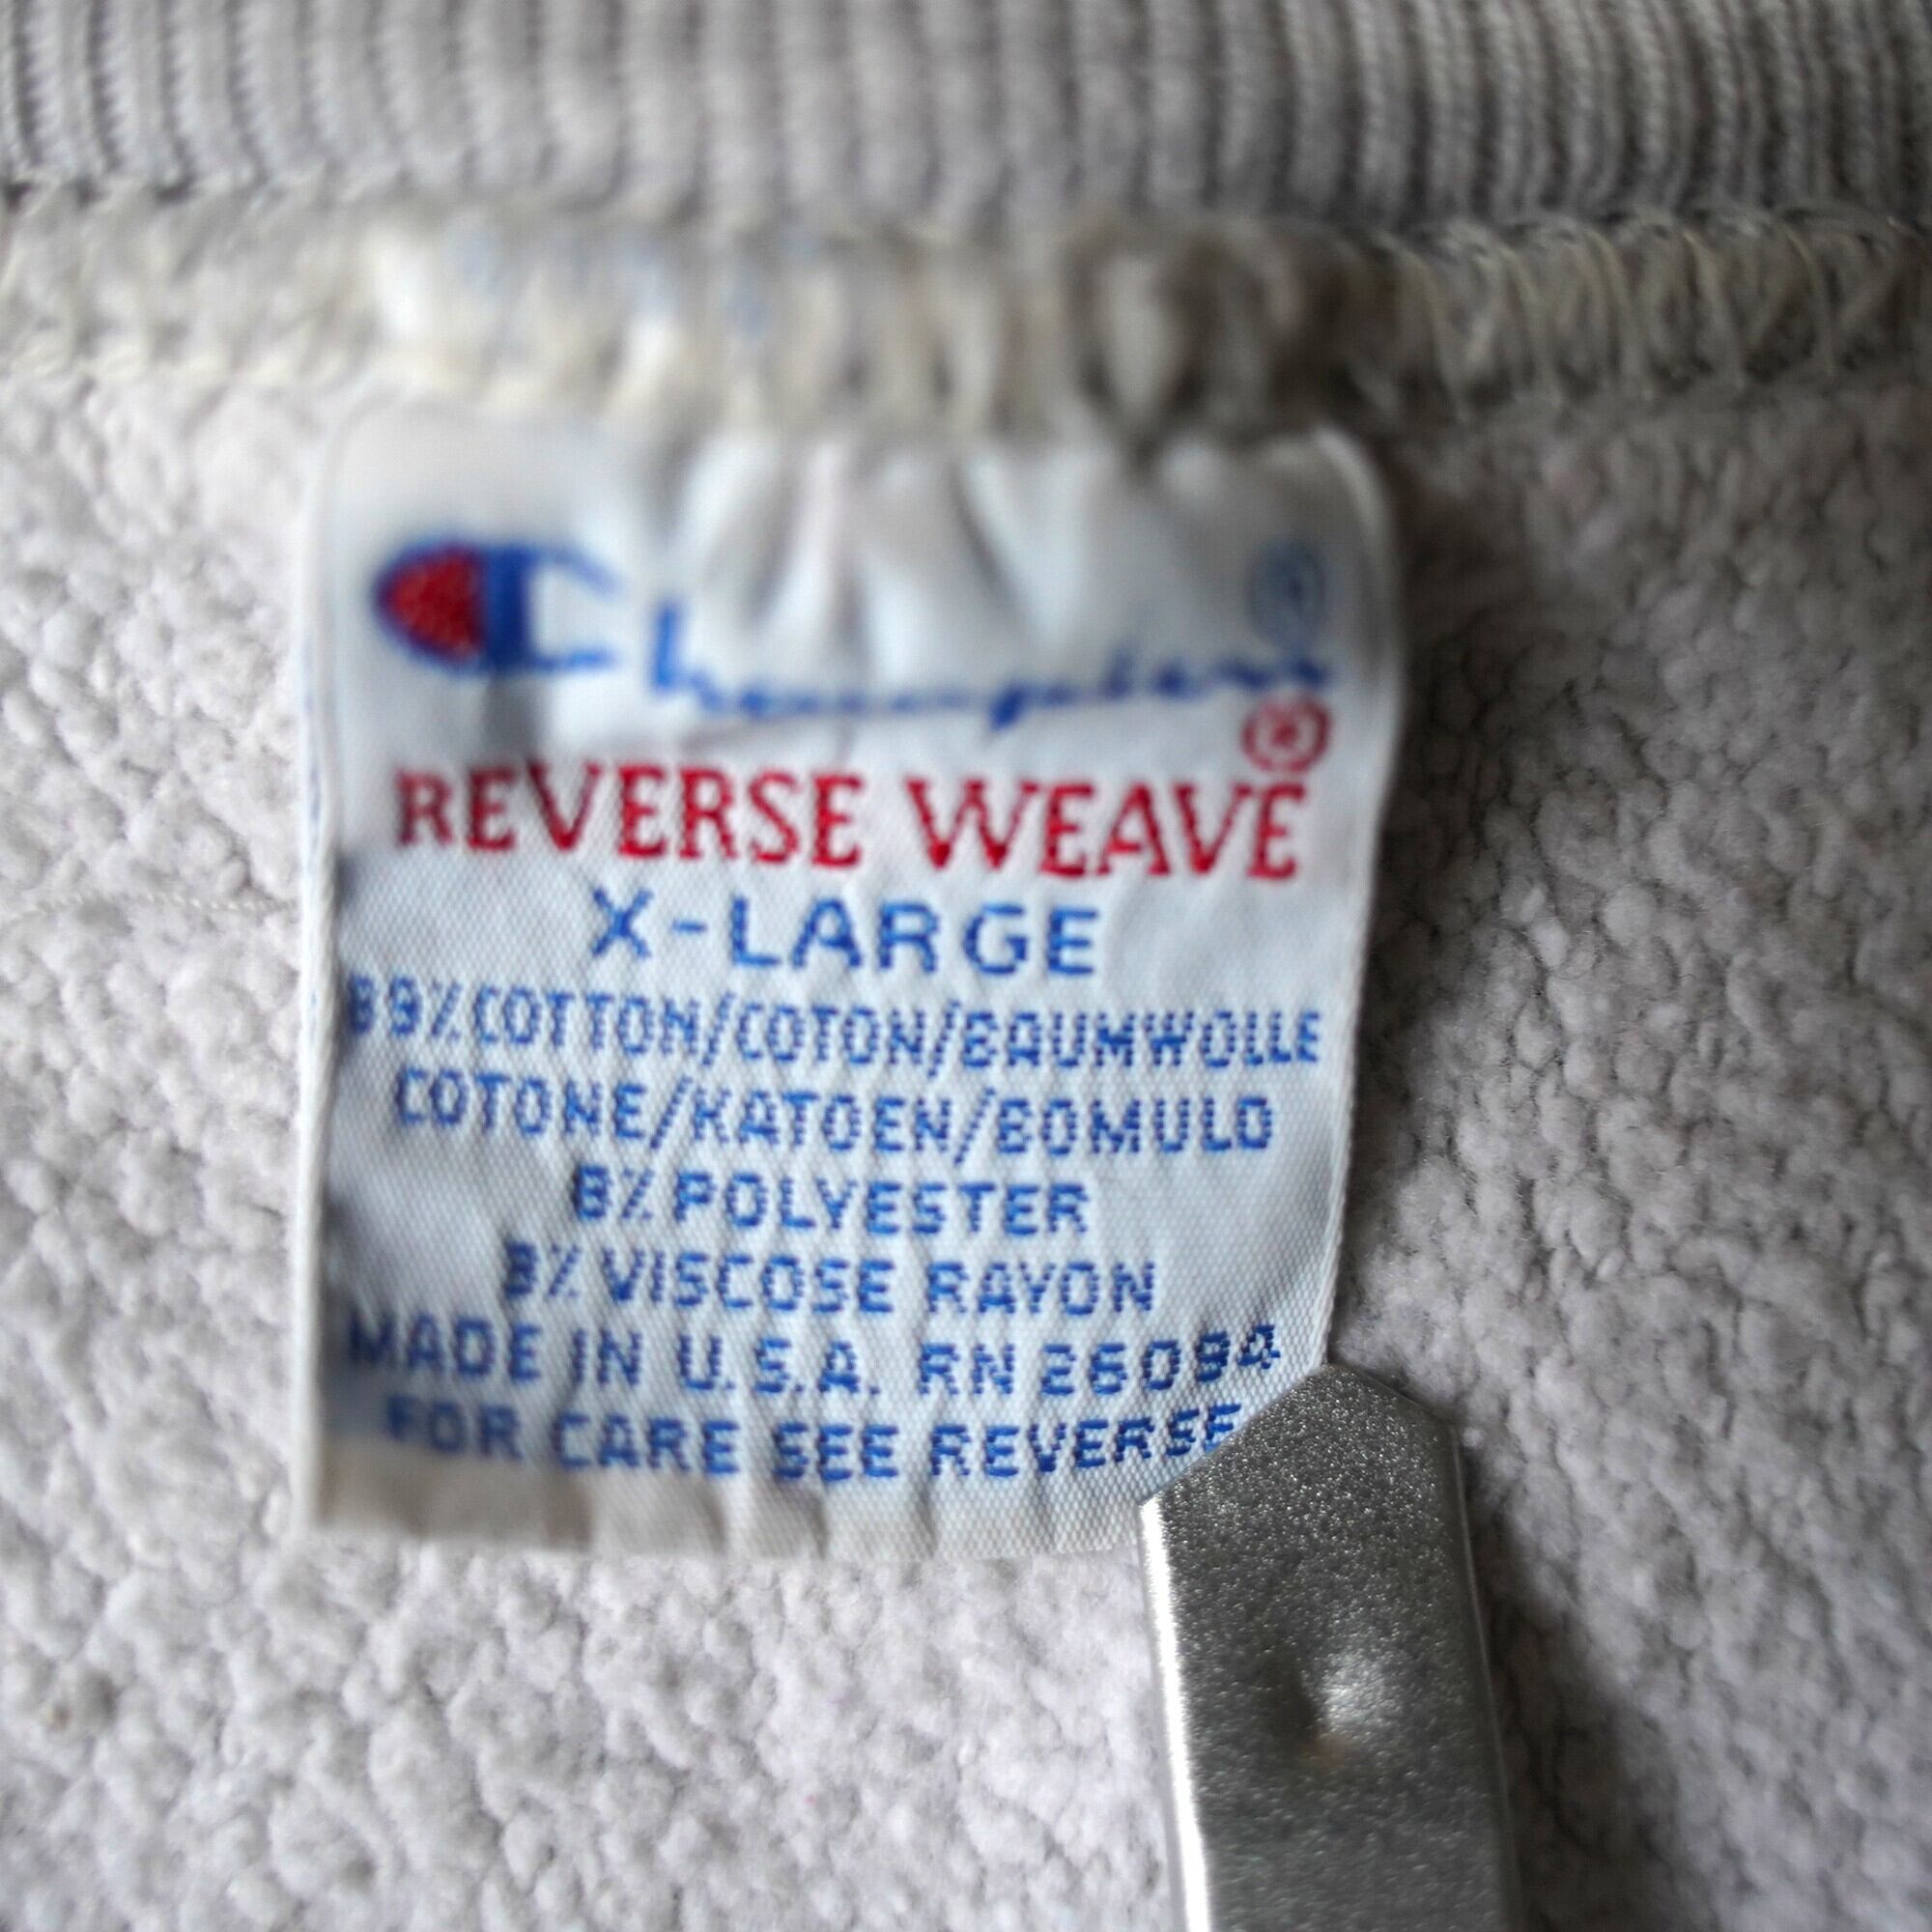 Champion®
REVERSE WEAVE®
X-LARGE
89% COTTON/COTON/BAUMWOLLE
COTONE/KATOEN/BOMULD
8% POLYESTER
3% VISCOSE RAYON
MADE IN U.S.A. RN 26094
FOR CARE SEE REVERSE